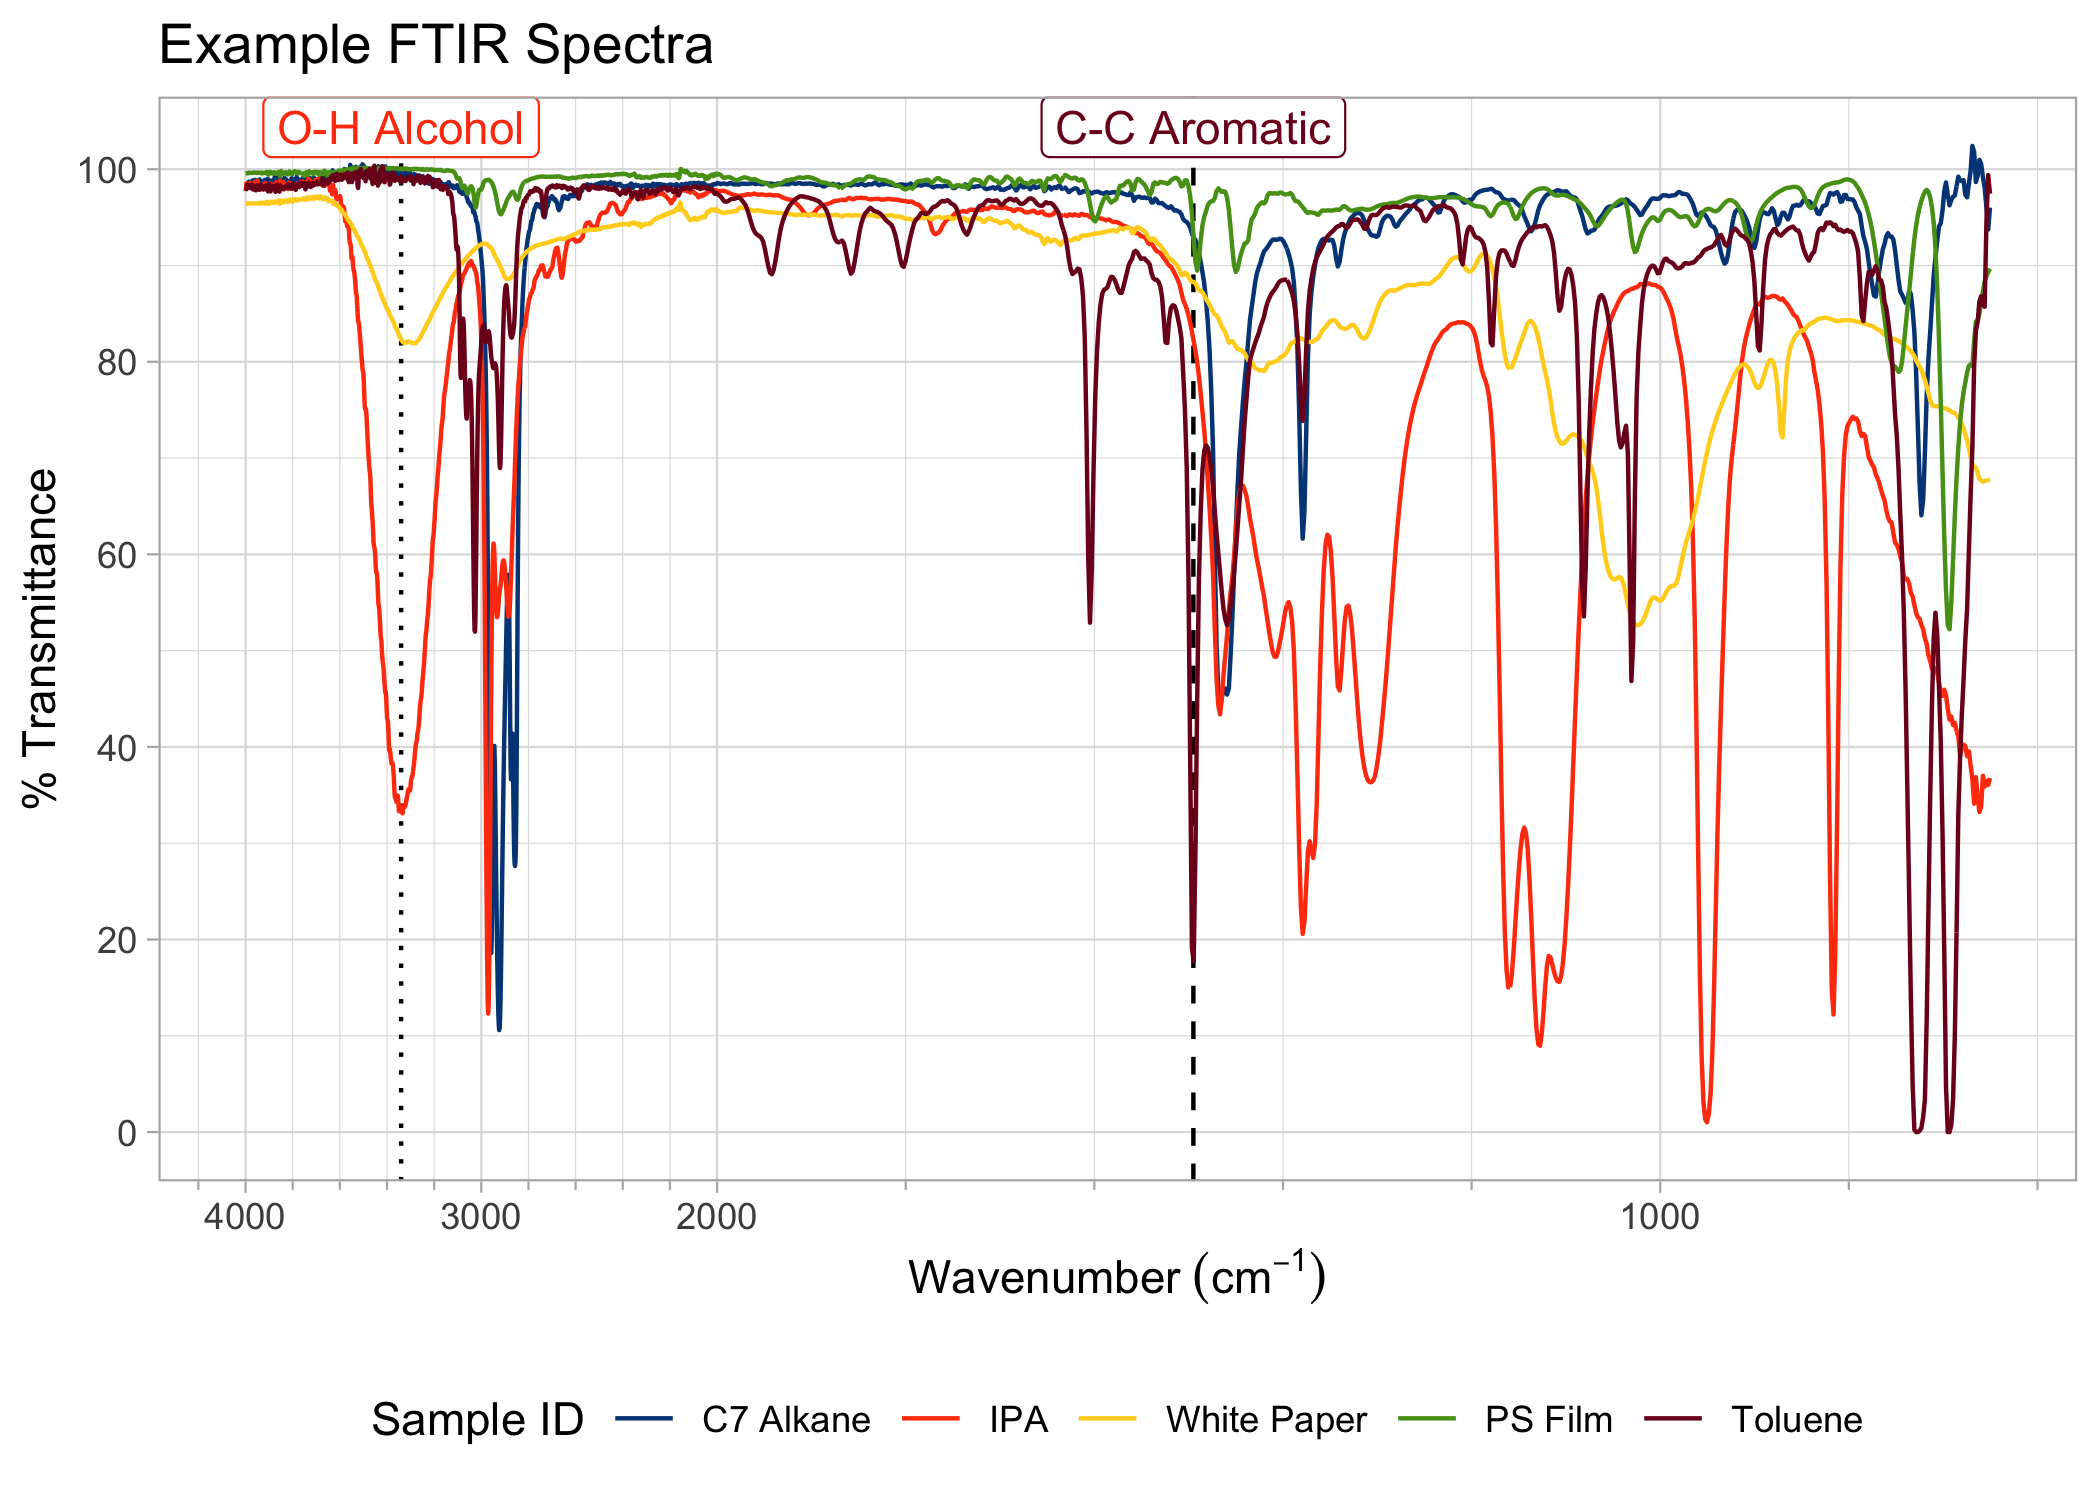 Example FTIR Spectra
O-H Alcohol
C-C Aromatic
100
80
60
40
20
0
% Transmittance
4000 3000 2000 1000
Wavenumber (cm⁻¹)
Sample ID C7 Alkane IPA White Paper PS Film Toluene